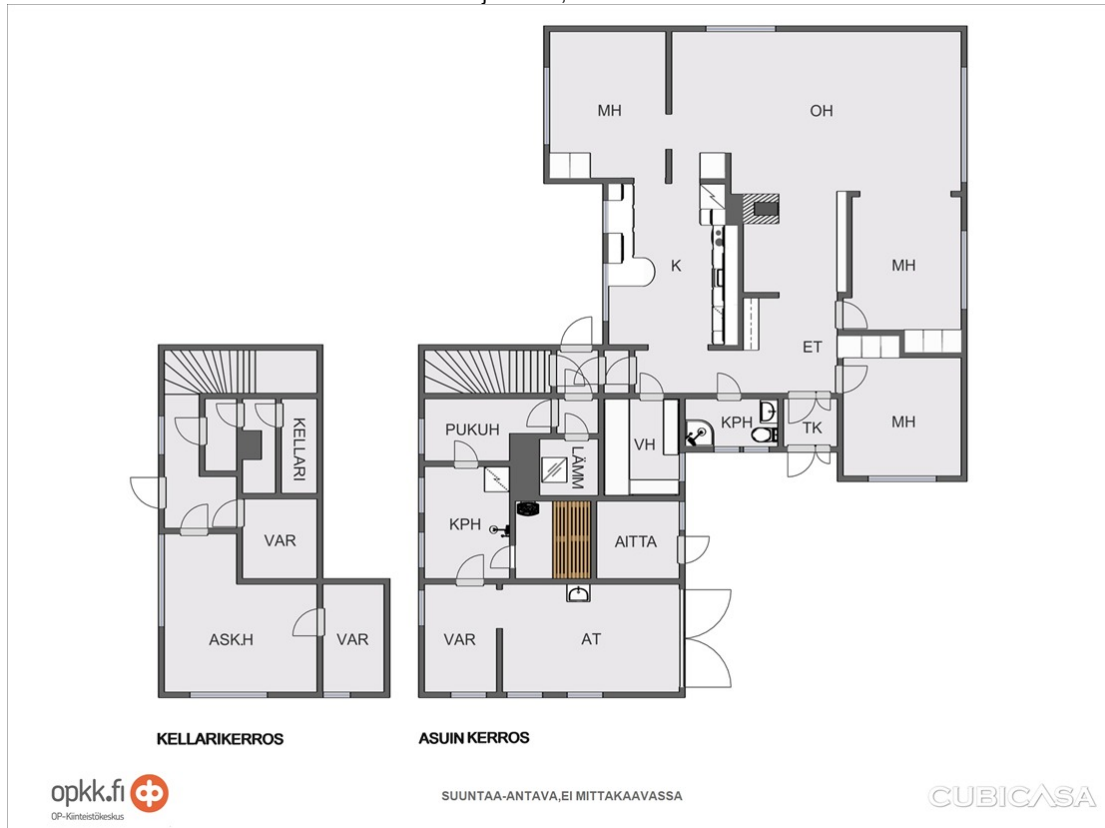 MH
OH
K
MH
ET
MH
KPH
TK
PUKUH
VH
LÄMM
KPH
AITTA
VAR
AT
KELLARI
VAR
ASK.H
VAR
KELLARIKERROS
ASUIN KERROS
opkk.fi
OP-Kiinteistökeskus
SUUNTAA-ANTAVA,EI MITTAKAAVASSA
CUBICASA